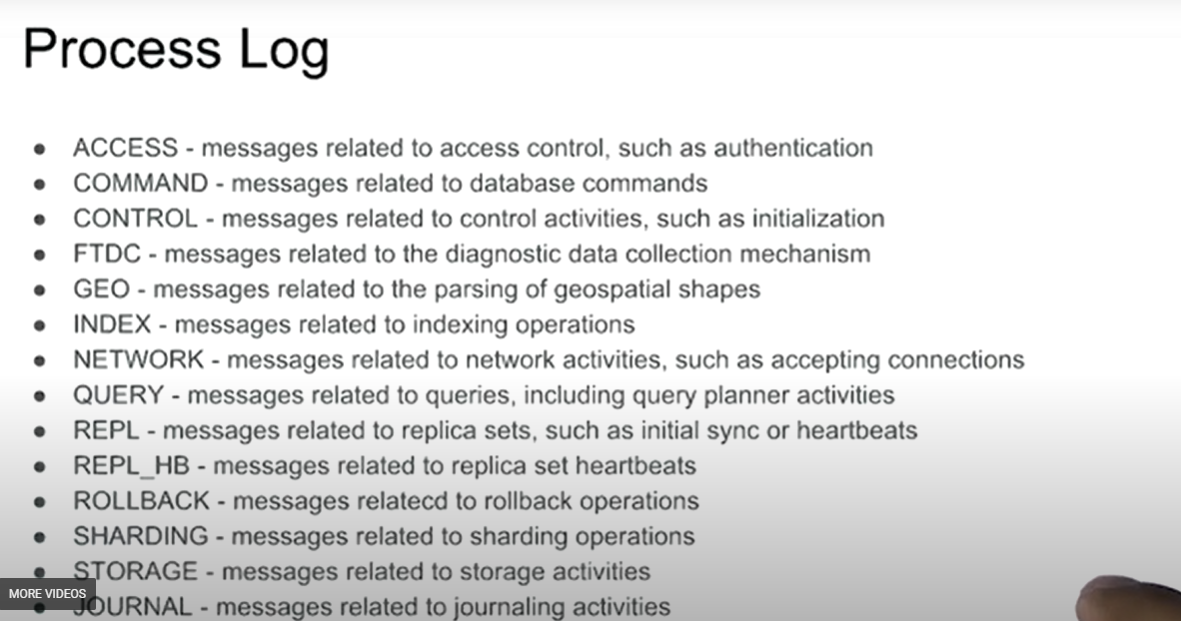 Process Log
● ACCESS - messages related to access control, such as authentication
● COMMAND - messages related to database commands
● CONTROL - messages related to control activities, such as initialization
● FTDC - messages related to the diagnostic data collection mechanism
● GEO - messages related to the parsing of geospatial shapes
● INDEX - messages related to indexing operations
● NETWORK - messages related to network activities, such as accepting connections
● QUERY - messages related to queries, including query planner activities
● REPL - messages related to replica sets, such as initial sync or heartbeats
● REPL_HB - messages related to replica set heartbeats
● ROLLBACK - messages relatecd to rollback operations
● SHARDING - messages related to sharding operations
● STORAGE - messages related to storage activities
MORE VIDEOS
● JOURNAL - messages related to journaling activities